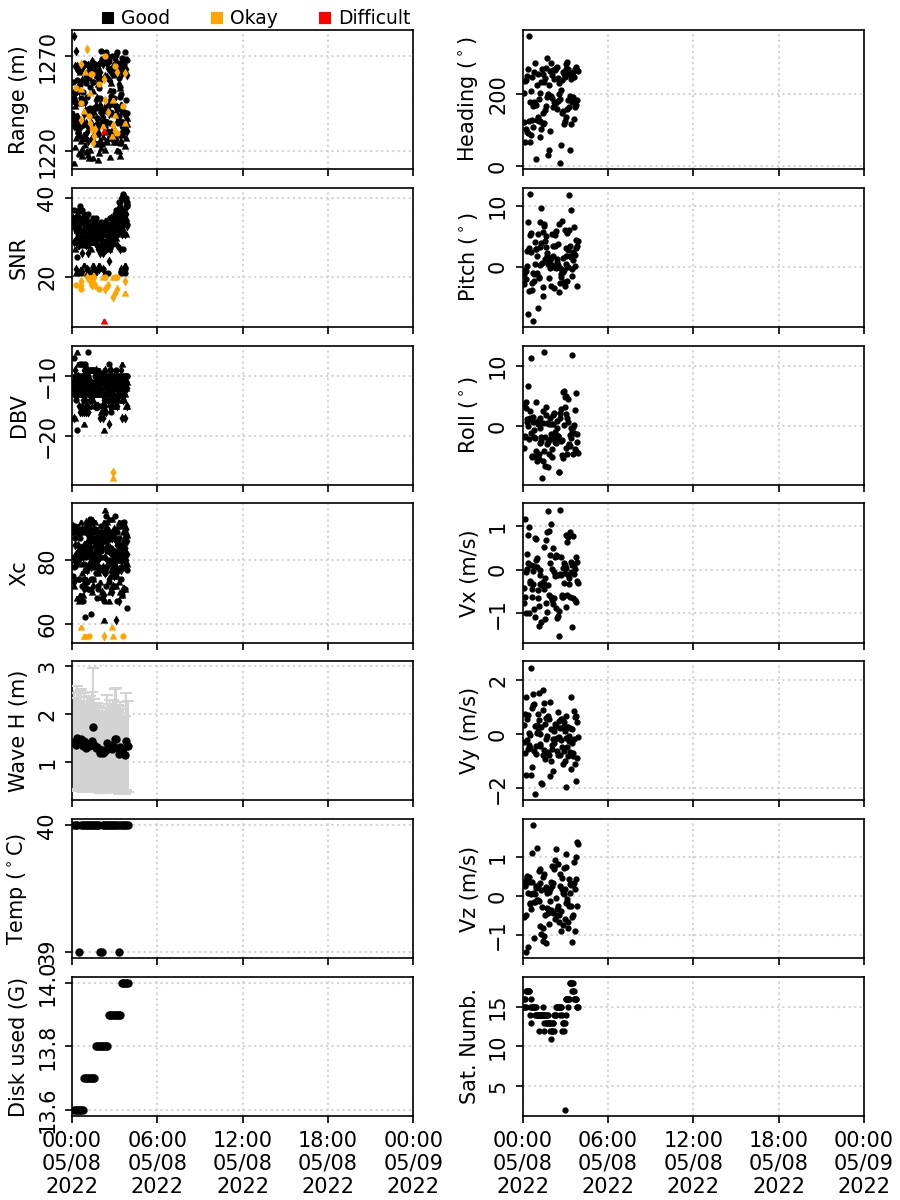 Good Okay Difficult
Range (m)
1270
1220
Heading (°)
200
0
SNR
40
20
Pitch (°)
10
0
DBV
−10
−20
Roll (°)
10
0
Xc
80
60
Vx (m/s)
1
0
−1
Wave H (m)
3
2
1
Vy (m/s)
2
0
−2
Temp (°C)
40
39
Vz (m/s)
1
0
−1
Disk used (G)
14.0
13.8
13.6
Sat. Numb.
15
10
5
00:00 06:00 12:00 18:00 00:00
05/08 05/08 05/08 05/08 05/09
2022 2022 2022 2022 2022
00:00 06:00 12:00 18:00 00:00
05/08 05/08 05/08 05/08 05/09
2022 2022 2022 2022 2022